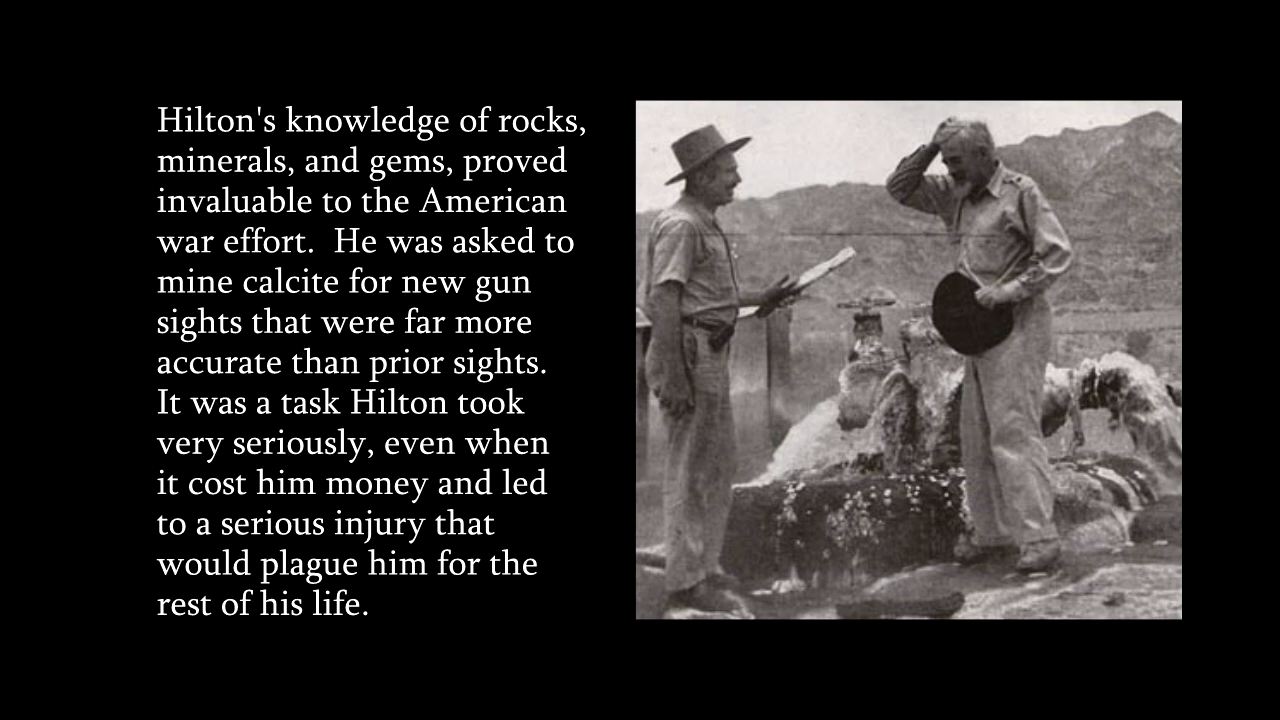 Hilton's knowledge of rocks,
minerals, and gems, proved
invaluable to the American
war effort.  He was asked to
mine calcite for new gun
sights that were far more
accurate than prior sights.
It was a task Hilton took
very seriously, even when
it cost him money and led
to a serious injury that
would plague him for the
rest of his life.